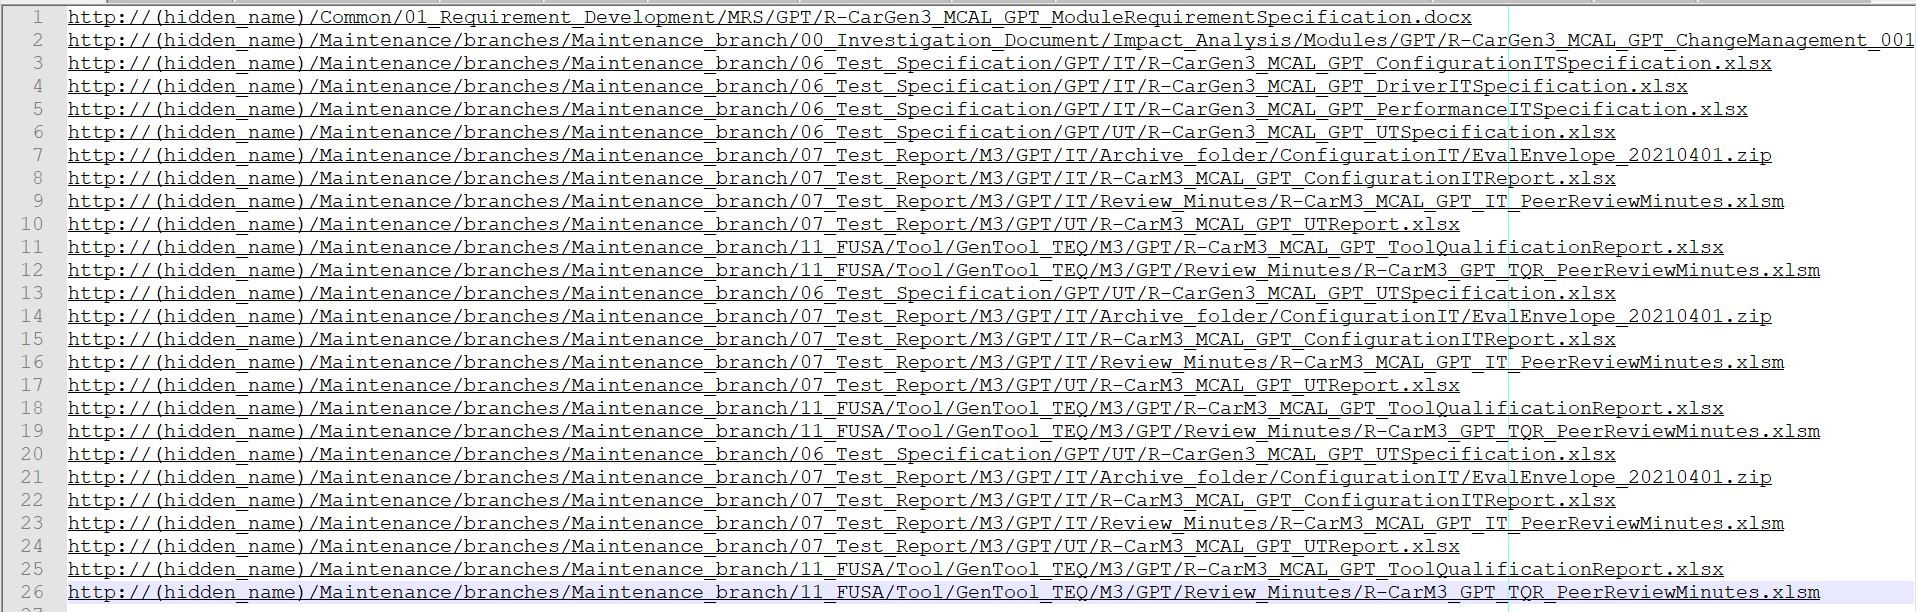 1 http://(hidden_name)/Common/01_Requirement_Development/MRS/GPT/R-CarGen3_MCAL_GPT_ModuleRequirementSpecification.docx
2 http://(hidden_name)/Maintenance/branches/Maintenance_branch/00_Investigation_Document/Impact_Analysis/Modules/GPT/R-CarGen3_MCAL_GPT_ChangeManagement_001
3 http://(hidden_name)/Maintenance/branches/Maintenance_branch/06_Test_Specification/GPT/IT/R-CarGen3_MCAL_GPT_ConfigurationITSpecification.xlsx
4 http://(hidden_name)/Maintenance/branches/Maintenance_branch/06_Test_Specification/GPT/IT/R-CarGen3_MCAL_GPT_DriverITSpecification.xlsx
5 http://(hidden_name)/Maintenance/branches/Maintenance_branch/06_Test_Specification/GPT/IT/R-CarGen3_MCAL_GPT_PerformanceITSpecification.xlsx
6 http://(hidden_name)/Maintenance/branches/Maintenance_branch/06_Test_Specification/GPT/UT/R-CarGen3_MCAL_GPT_UTSpecification.xlsx
7 http://(hidden_name)/Maintenance/branches/Maintenance_branch/07_Test_Report/M3/GPT/IT/Archive_folder/ConfigurationIT/EvalEnvelope_20210401.zip
8 http://(hidden_name)/Maintenance/branches/Maintenance_branch/07_Test_Report/M3/GPT/IT/R-CarM3_MCAL_GPT_ConfigurationITReport.xlsx
9 http://(hidden_name)/Maintenance/branches/Maintenance_branch/07_Test_Report/M3/GPT/IT/Review_Minutes/R-CarM3_MCAL_GPT_IT_PeerReviewMinutes.xlsm
10 http://(hidden_name)/Maintenance/branches/Maintenance_branch/07_Test_Report/M3/GPT/UT/R-CarM3_MCAL_GPT_UTReport.xlsx
11 http://(hidden_name)/Maintenance/branches/Maintenance_branch/11_FUSA/Tool/GenTool_TEQ/M3/GPT/R-CarM3_MCAL_GPT_ToolQualificationReport.xlsx
12 http://(hidden_name)/Maintenance/branches/Maintenance_branch/11_FUSA/Tool/GenTool_TEQ/M3/GPT/Review_Minutes/R-CarM3_GPT_TQR_PeerReviewMinutes.xlsm
13 http://(hidden_name)/Maintenance/branches/Maintenance_branch/06_Test_Specification/GPT/UT/R-CarGen3_MCAL_GPT_UTSpecification.xlsx
14 http://(hidden_name)/Maintenance/branches/Maintenance_branch/07_Test_Report/M3/GPT/IT/Archive_folder/ConfigurationIT/EvalEnvelope_20210401.zip
15 http://(hidden_name)/Maintenance/branches/Maintenance_branch/07_Test_Report/M3/GPT/IT/R-CarM3_MCAL_GPT_ConfigurationITReport.xlsx
16 http://(hidden_name)/Maintenance/branches/Maintenance_branch/07_Test_Report/M3/GPT/IT/Review_Minutes/R-CarM3_MCAL_GPT_IT_PeerReviewMinutes.xlsm
17 http://(hidden_name)/Maintenance/branches/Maintenance_branch/07_Test_Report/M3/GPT/UT/R-CarM3_MCAL_GPT_UTReport.xlsx
18 http://(hidden_name)/Maintenance/branches/Maintenance_branch/11_FUSA/Tool/GenTool_TEQ/M3/GPT/R-CarM3_MCAL_GPT_ToolQualificationReport.xlsx
19 http://(hidden_name)/Maintenance/branches/Maintenance_branch/11_FUSA/Tool/GenTool_TEQ/M3/GPT/Review_Minutes/R-CarM3_GPT_TQR_PeerReviewMinutes.xlsm
20 http://(hidden_name)/Maintenance/branches/Maintenance_branch/06_Test_Specification/GPT/UT/R-CarGen3_MCAL_GPT_UTSpecification.xlsx
21 http://(hidden_name)/Maintenance/branches/Maintenance_branch/07_Test_Report/M3/GPT/IT/Archive_folder/ConfigurationIT/EvalEnvelope_20210401.zip
22 http://(hidden_name)/Maintenance/branches/Maintenance_branch/07_Test_Report/M3/GPT/IT/R-CarM3_MCAL_GPT_ConfigurationITReport.xlsx
23 http://(hidden_name)/Maintenance/branches/Maintenance_branch/07_Test_Report/M3/GPT/IT/Review_Minutes/R-CarM3_MCAL_GPT_IT_PeerReviewMinutes.xlsm
24 http://(hidden_name)/Maintenance/branches/Maintenance_branch/07_Test_Report/M3/GPT/UT/R-CarM3_MCAL_GPT_UTReport.xlsx
25 http://(hidden_name)/Maintenance/branches/Maintenance_branch/11_FUSA/Tool/GenTool_TEQ/M3/GPT/R-CarM3_MCAL_GPT_ToolQualificationReport.xlsx
26 http://(hidden_name)/Maintenance/branches/Maintenance_branch/11_FUSA/Tool/GenTool_TEQ/M3/GPT/Review_Minutes/R-CarM3_GPT_TQR_PeerReviewMinutes.xlsm